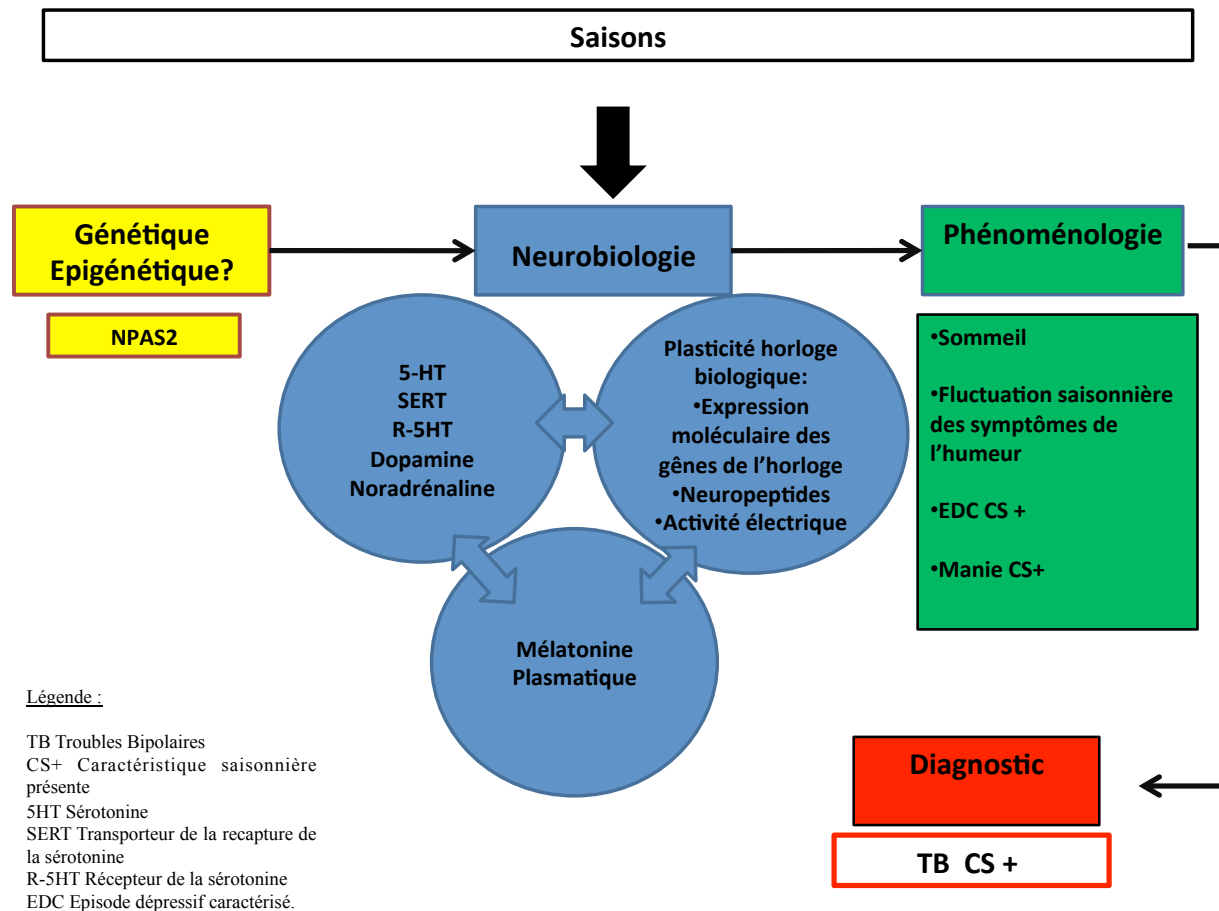 Saisons
Génétique
Epigénétique?
NPAS2
Neurobiologie
5-HT
SERT
R-5HT
Dopamine
Noradrénaline
Plasticité horloge
biologique:
•Expression
moléculaire des
gênes de l’horloge
•Neuropeptides
•Activité électrique
Mélatonine
Plasmatique
Phénoménologie
•Sommeil
•Fluctuation saisonnière
des symptômes de
l’humeur
•EDC CS +
•Manie CS+
Diagnostic
TB CS +
Légende :
TB Troubles Bipolaires
CS+ Caractéristique saisonnière
présente
5HT Sérotonine
SERT Transporteur de la recapture de
la sérotonine
R-5HT Récepteur de la sérotonine
EDC Episode dépressif caractérisé.